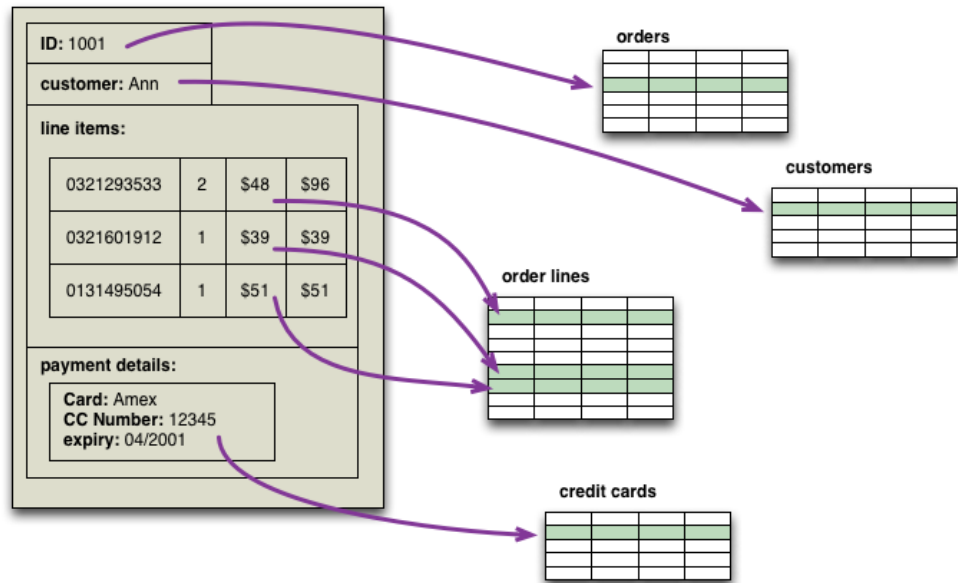 ID: 1001
customer: Ann
line items:
0321293533 2 $48 $96
0321601912 1 $39 $39
0131495054 1 $51 $51
payment details:
Card: Amex
CC Number: 12345
expiry: 04/2001
orders
customers
order lines
credit cards